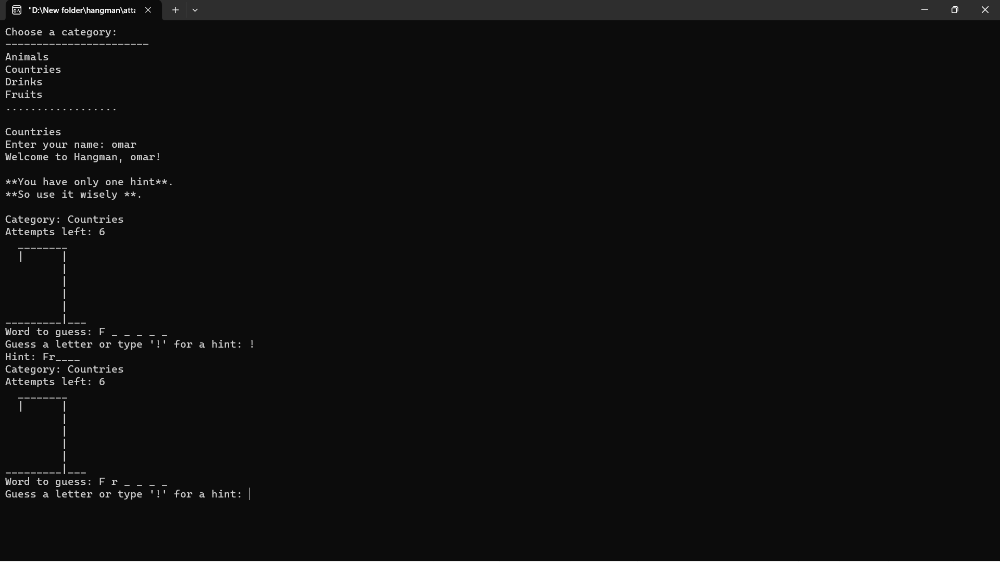 "D:\New folder\hangman\atta
Choose a category:
-----------------------
Animals
Countries
Drinks
Fruits
..................
Countries
Enter your name: omar
Welcome to Hangman, omar!
**You have only one hint**.
**So use it wisely **.
Category: Countries
Attempts left: 6
  ________
  |      |
         |
         |
         |
         |
_________|___
Word to guess: F _ _ _ _ _
Guess a letter or type '!' for a hint: !
Hint: Fr____
Category: Countries
Attempts left: 6
  ________
  |      |
         |
         |
         |
         |
_________|___
Word to guess: F r _ _ _ _
Guess a letter or type '!' for a hint: